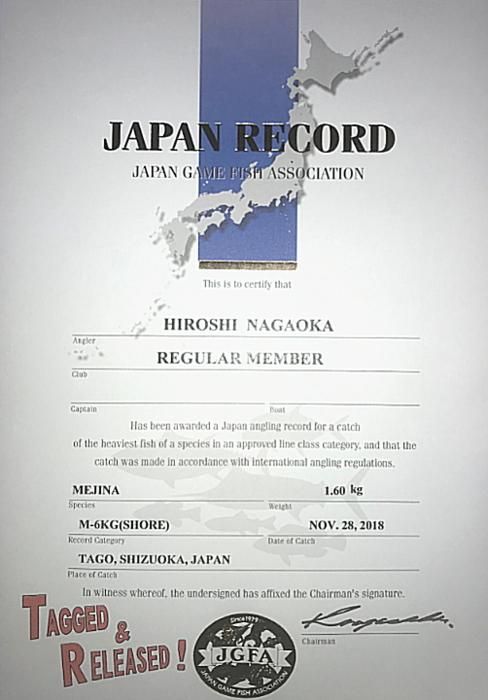 JAPAN RECORD
JAPAN GAME FISH ASSOCIATION
This is to certify that
HIROSHI NAGAOKA
Angler
REGULAR MEMBER
Club
Captain Boat
Has been awarded a Japan angling record for a catch
of the heaviest fish of a species in an approved line class category, and that the
catch was made in accordance with international angling regulations.
MEJINA 1.60 kg
Species Weight
M-6KG(SHORE) NOV. 28, 2018
Record Category Date of Catch
TAGO, SHIZUOKA, JAPAN
Place of Catch
In witness whereof, the undersigned has affixed the Chairman's signature.
Chairman
TAGGED &
RELEASED!
Since1979
JGFA
JAPAN GAME FISH ASSOCIATION